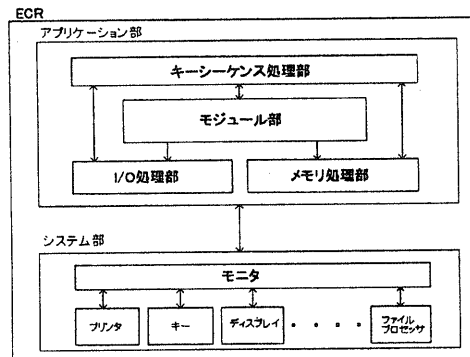 ECR
アプリケーション部
キーシーケンス処理部
モジュール部
I/O処理部
メモリ処理部
システム部
モニタ
プリンタ
キー
ディスプレイ
・・・・
ファイル
プロセッサ